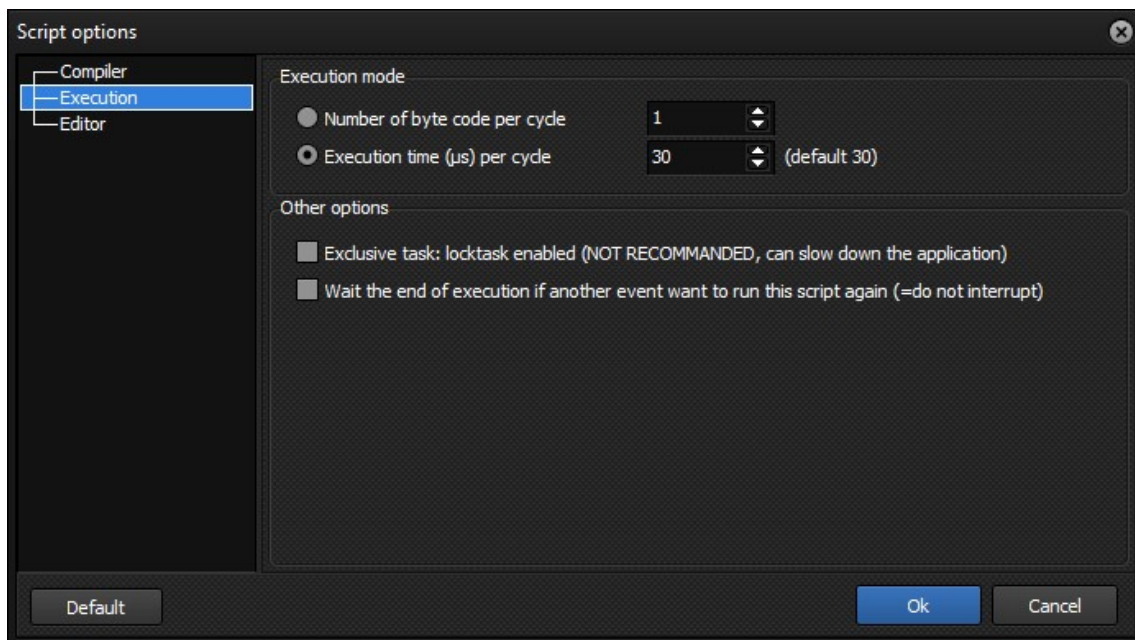 Script options
Compiler
Execution
Editor
Execution mode
Number of byte code per cycle 1
Execution time (µs) per cycle 30 (default 30)
Other options
Exclusive task: locktask enabled (NOT RECOMMANDED, can slow down the application)
Wait the end of execution if another event want to run this script again (=do not interrupt)
Default Ok Cancel